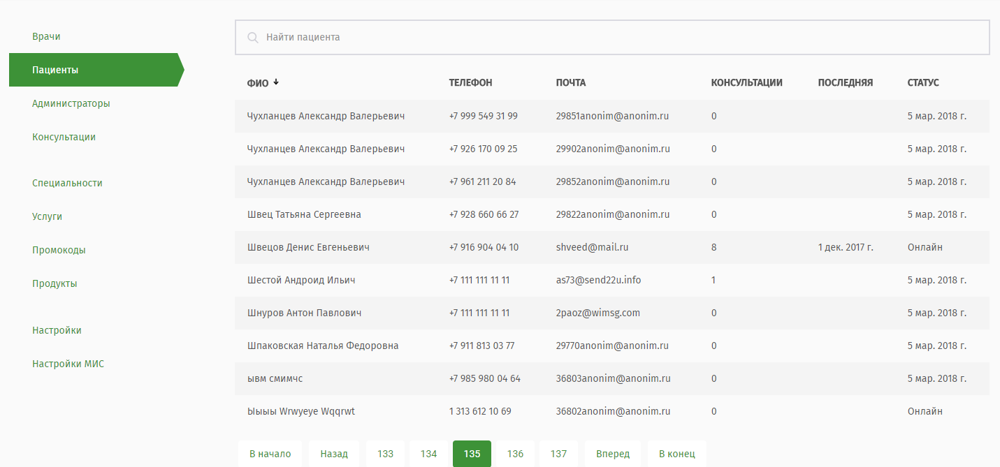 Врачи
Пациенты
Администраторы
Консультации
Специальности
Услуги
Промокоды
Продукты
Настройки
Настройки МИС
Найти пациента
ФИО ТЕЛЕФОН ПОЧТА КОНСУЛЬТАЦИИ ПОСЛЕДНЯЯ СТАТУС
Чухланцев Александр Валерьевич +7 999 549 31 99 29851anonim@anonim.ru 0 5 мар. 2018 г.
Чухланцев Александр Валерьевич +7 926 170 09 25 29902anonim@anonim.ru 0 5 мар. 2018 г.
Чухланцев Александр Валерьевич +7 961 211 20 84 29852anonim@anonim.ru 0 5 мар. 2018 г.
Швец Татьяна Сергеевна +7 928 660 66 27 29822anonim@anonim.ru 0 5 мар. 2018 г.
Швецов Денис Евгеньевич +7 916 904 04 10 shveed@mail.ru 8 1 дек. 2017 г. Онлайн
Шестой Андроид Ильич +7 111 111 11 11 as73@send22u.info 1 5 мар. 2018 г.
Шнуров Антон Павлович +7 111 111 11 11 2paoz@wimsg.com 0 5 мар. 2018 г.
Шпаковская Наталья Федоровна +7 911 813 03 77 29770anonim@anonim.ru 0 5 мар. 2018 г.
ывм смимчс +7 985 980 04 64 36803anonim@anonim.ru 0 5 мар. 2018 г.
Ыыыы Wrwyeye Wqqrwt 1 313 612 10 69 36802anonim@anonim.ru 0 Онлайн
В начало Назад 133 134 135 136 137 Вперед В конец